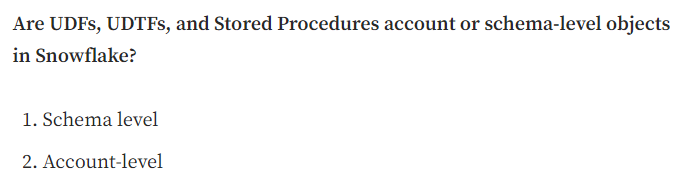 Are UDFs, UDTFs, and Stored Procedures account or schema-level objects
in Snowflake?
1. Schema level
2. Account-level